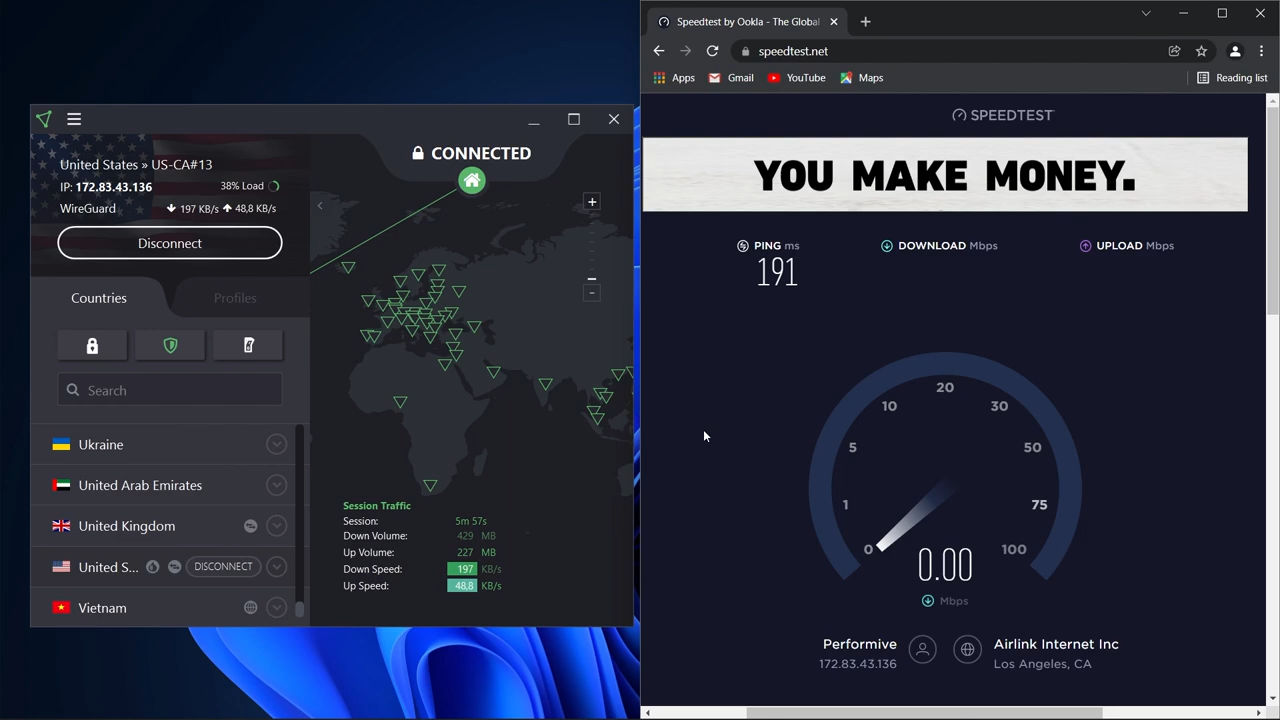 United States » US-CA#13
IP: 172.83.43.136
38% Load
WireGuard
197 KB/s
48,8 KB/s
Disconnect
Countries
Profiles
Search
Ukraine
United Arab Emirates
United Kingdom
United S...
DISCONNECT
Vietnam
CONNECTED
+
-
Session Traffic
Session: 5m 57s
Down Volume: 429 MB
Up Volume: 227 MB
Down Speed: 197 KB/s
Up Speed: 48,8 KB/s
Speedtest by Ookla - The Global
speedtest.net
Apps
Gmail
YouTube
Maps
Reading list
SPEEDTEST
YOU MAKE MONEY.
PING ms
191
DOWNLOAD Mbps
UPLOAD Mbps
0
1
5
10
20
30
50
75
100
0.00
Mbps
Performive
172.83.43.136
Airlink Internet Inc
Los Angeles, CA